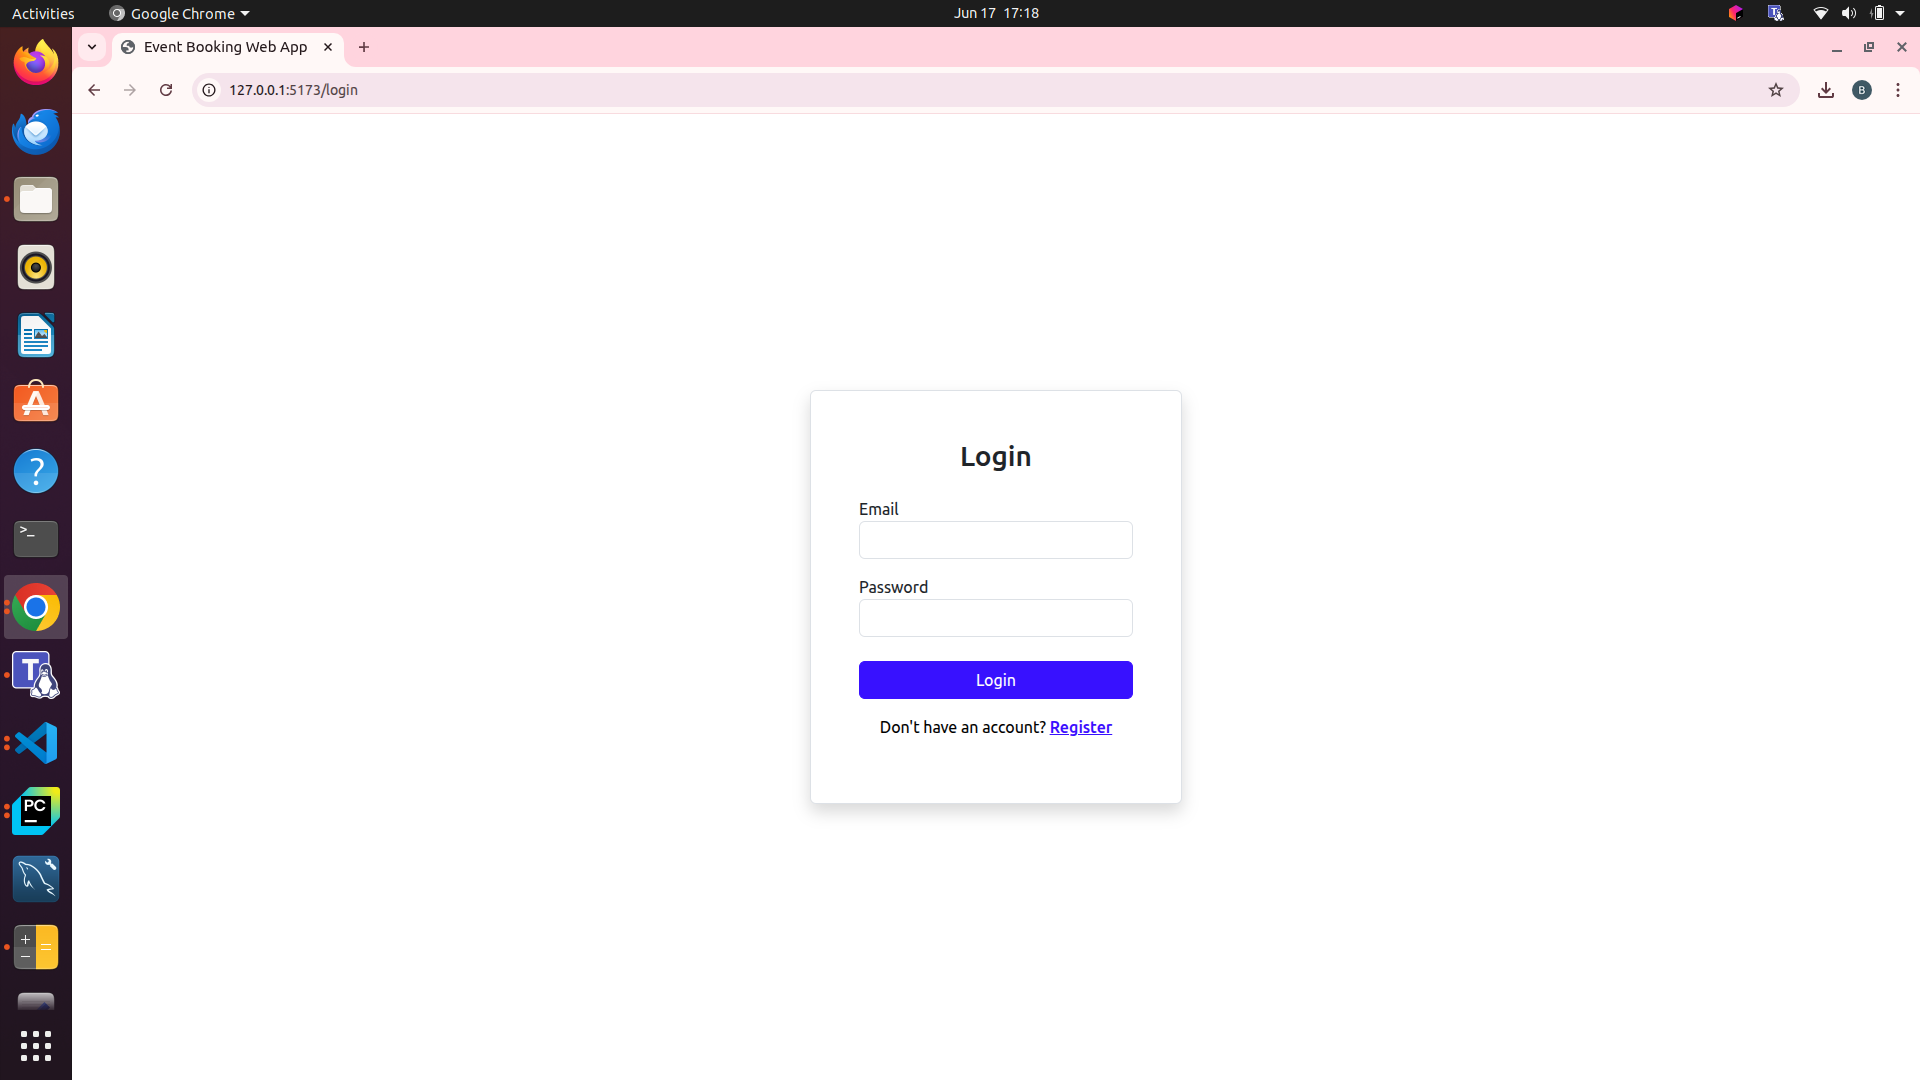 Activities
Google Chrome
Jun 17 17:18
Event Booking Web App
127.0.0.1:5173/login
B
Login
Email
Password
Login
Don't have an account? Register
?
>_
T
PC